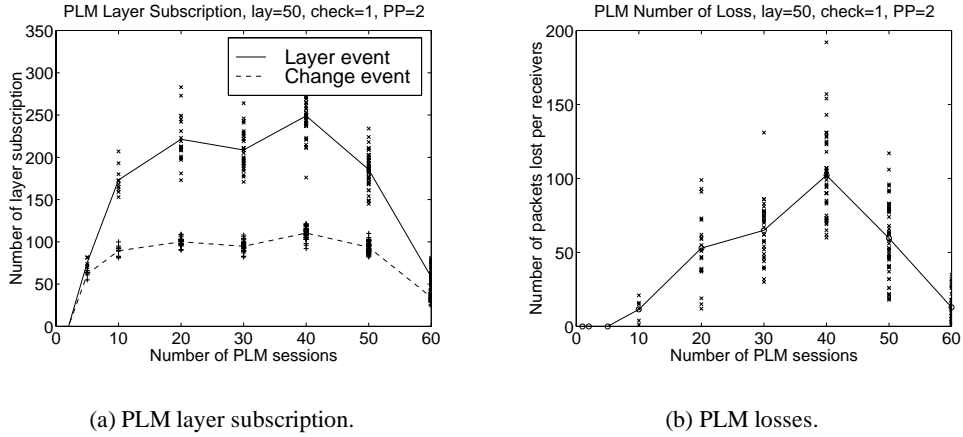 PLM Layer Subscription, lay=50, check=1, PP=2
350
300
250
200
150
100
50
0
Number of layer subscription
Layer event
Change event
0 10 20 30 40 50 60
Number of PLM sessions
(a) PLM layer subscription.
PLM Number of Loss, lay=50, check=1, PP=2
200
150
100
50
0
Number of packets lost per receivers
0 10 20 30 40 50 60
Number of PLM sessions
(b) PLM losses.